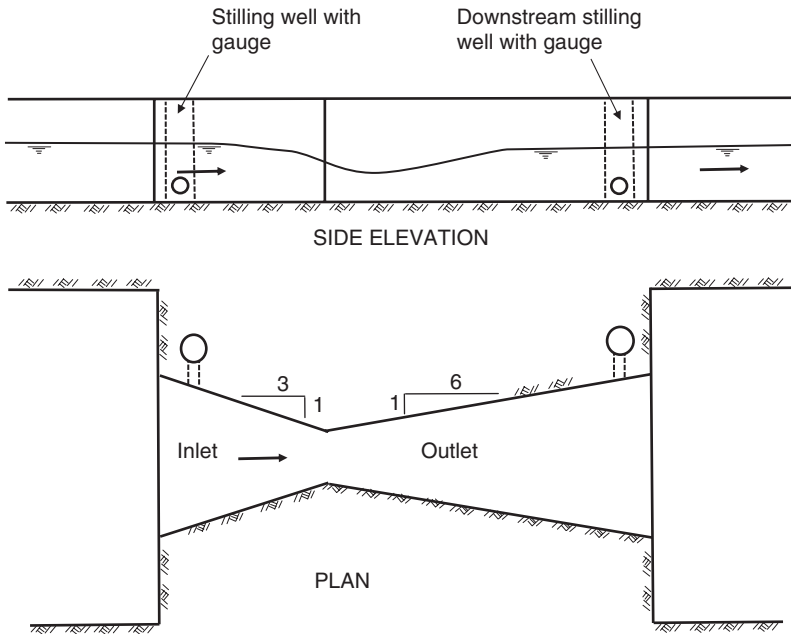 Stilling well with
gauge
Downstream stilling
well with gauge
SIDE ELEVATION
3
1
1
6
Inlet
Outlet
PLAN